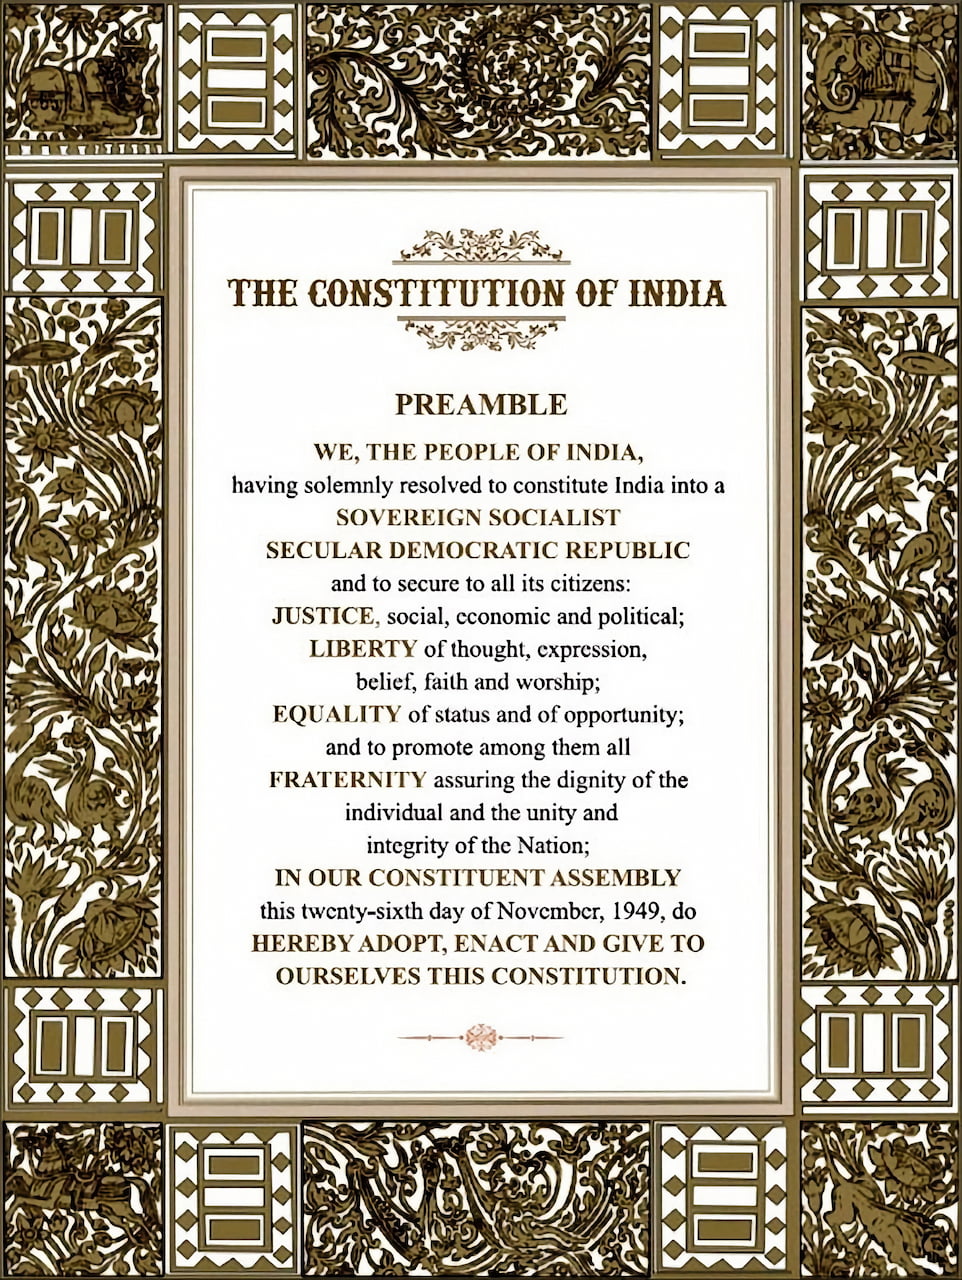 THE CONSTITUTION OF INDIA
PREAMBLE
WE, THE PEOPLE OF INDIA,
having solemnly resolved to constitute India into a
SOVEREIGN SOCIALIST
SECULAR DEMOCRATIC REPUBLIC
and to secure to all its citizens:
JUSTICE, social, economic and political;
LIBERTY of thought, expression,
belief, faith and worship;
EQUALITY of status and of opportunity;
and to promote among them all
FRATERNITY assuring the dignity of the
individual and the unity and
integrity of the Nation;
IN OUR CONSTITUENT ASSEMBLY
this twenty-sixth day of November, 1949, do
HEREBY ADOPT, ENACT AND GIVE TO
OURSELVES THIS CONSTITUTION.